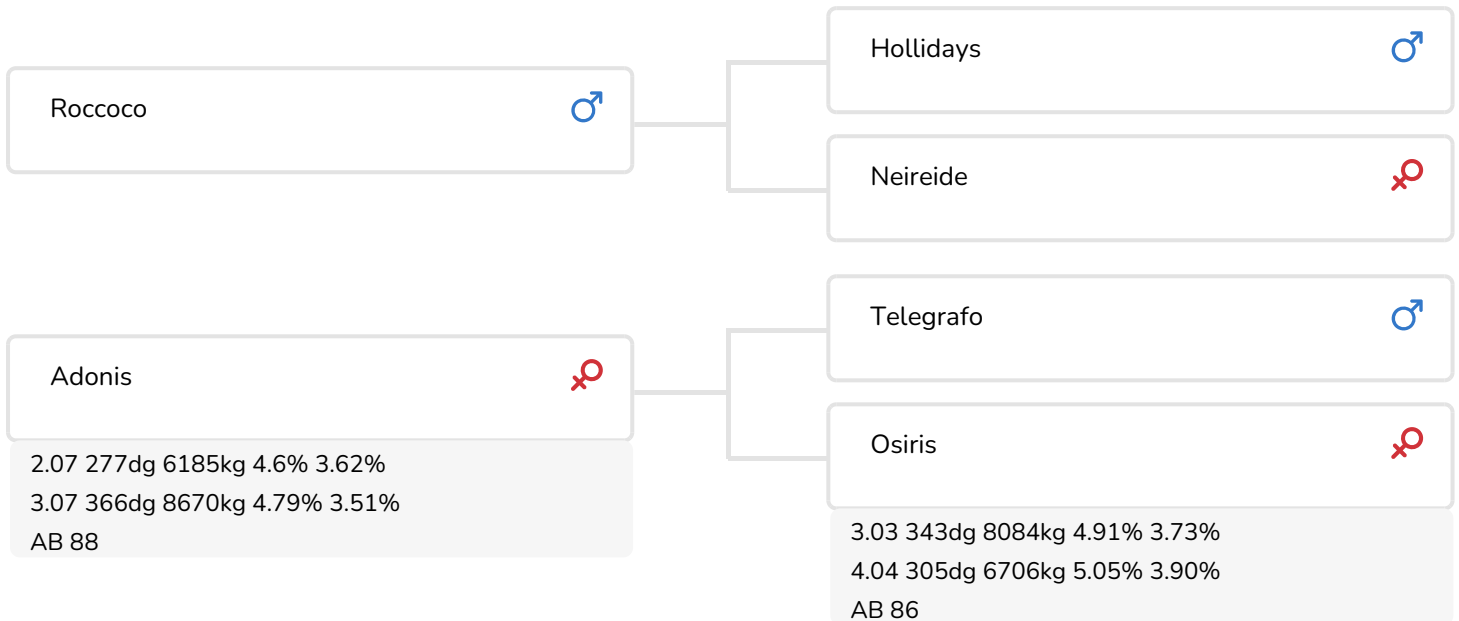 Roccoco
Hollidays
Neireide
Adonis
2.07 277dg 6185kg 4.6% 3.62%
3.07 366dg 8670kg 4.79% 3.51%
AB 88
Telegrafo
Osiris
3.03 343dg 8084kg 4.91% 3.73%
4.04 305dg 6706kg 5.05% 3.90%
AB 86